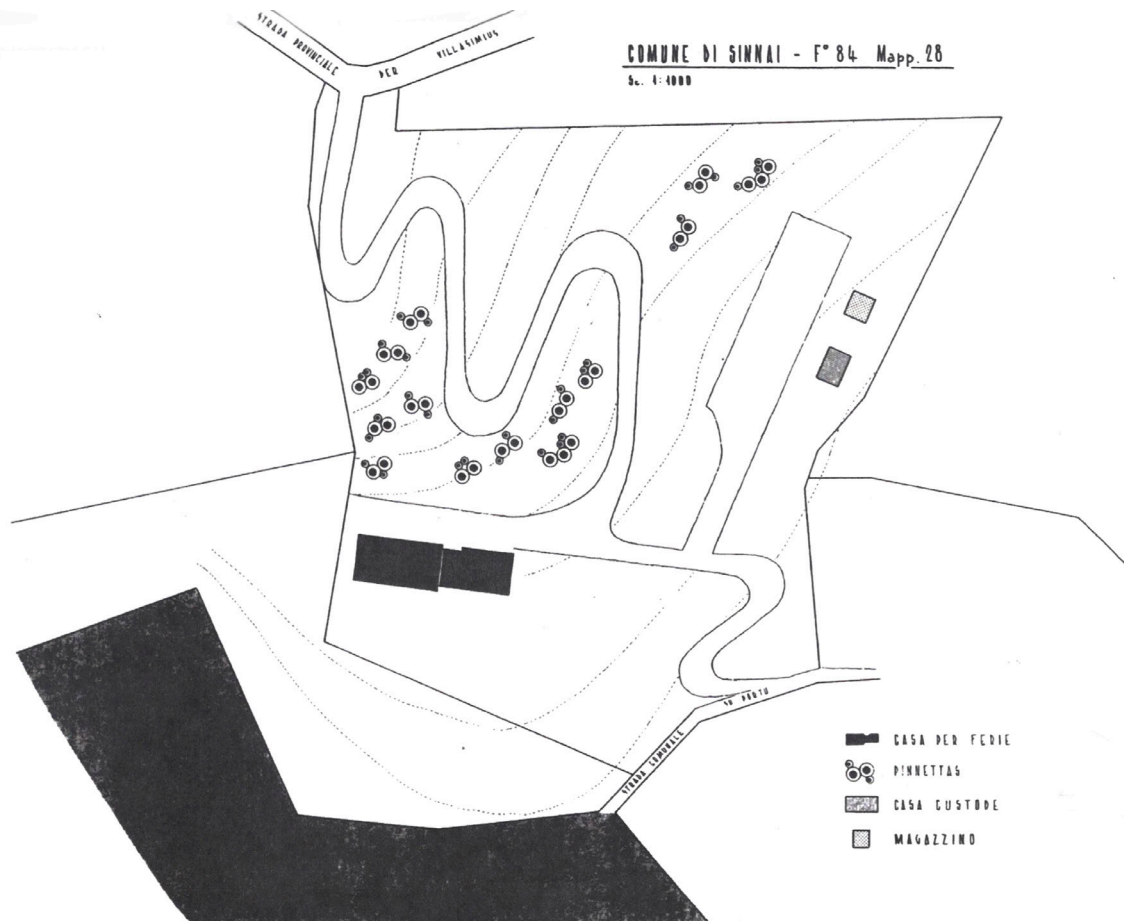 STRADA PROVINCIALE PER VILLASIMIUS
COMUNE DI SINNAI - F° 84 Mapp. 28
Sc. 1:1000
STRADA COMUNALE SU PORTU
CASA PER FERIE
PINNETTAS
CASA CUSTODE
MAGAZZINO